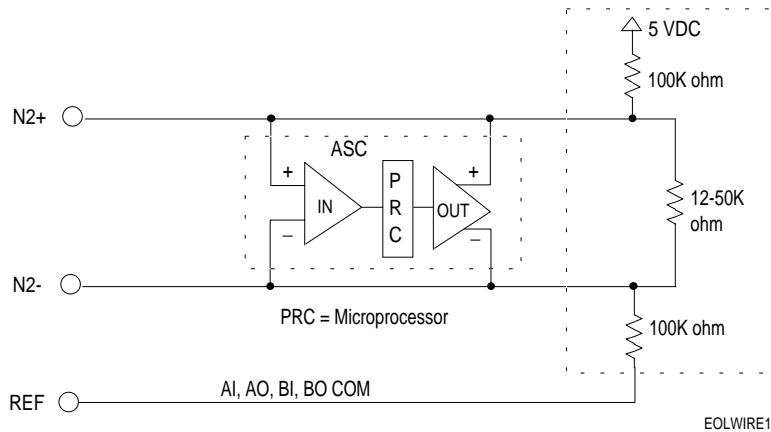 5 VDC
100K ohm
N2+
ASC
+
+
P
R
C
IN
OUT
–
–
12-50K
ohm
N2-
PRC = Microprocessor
100K ohm
AI, AO, BI, BO COM
REF
EOLWIRE1